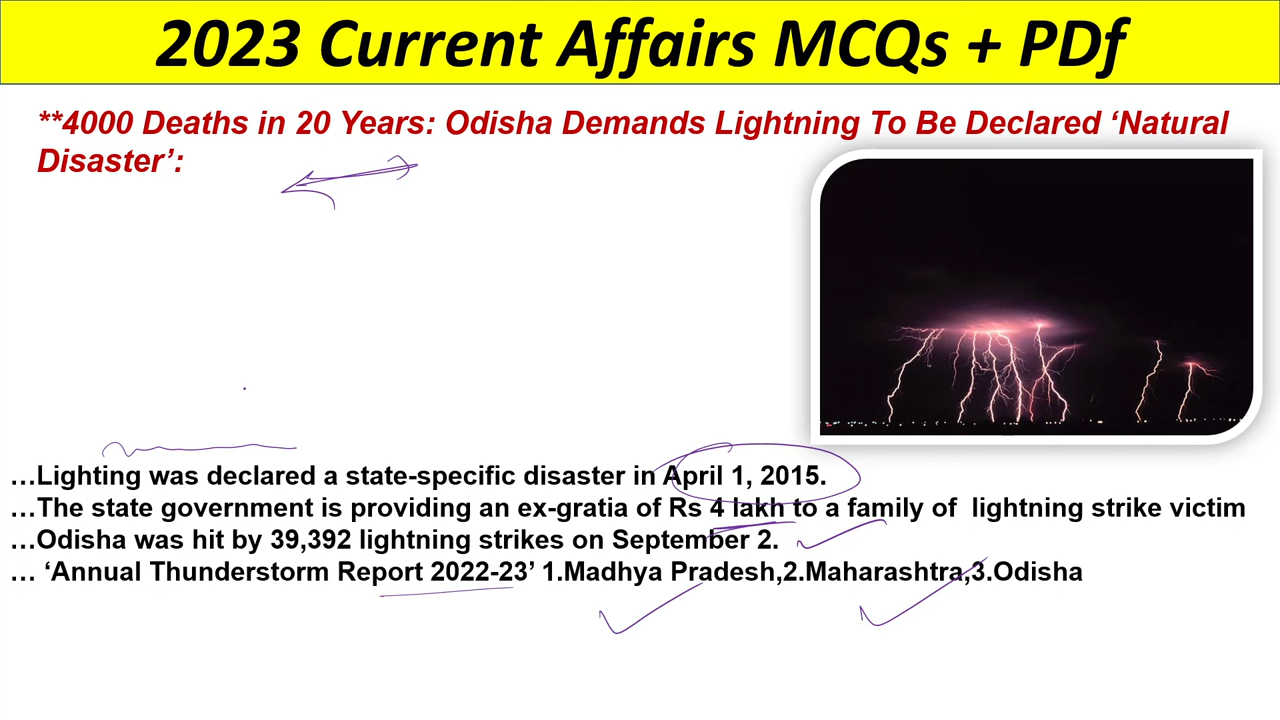 2023 Current Affairs MCQs + PDf
**4000 Deaths in 20 Years: Odisha Demands Lightning To Be Declared ‘Natural
Disaster’:
...Lighting was declared a state-specific disaster in April 1, 2015.
...The state government is providing an ex-gratia of Rs 4 lakh to a family of  lightning strike victim
...Odisha was hit by 39,392 lightning strikes on September 2.
... ‘Annual Thunderstorm Report 2022-23’ 1.Madhya Pradesh,2.Maharashtra,3.Odisha